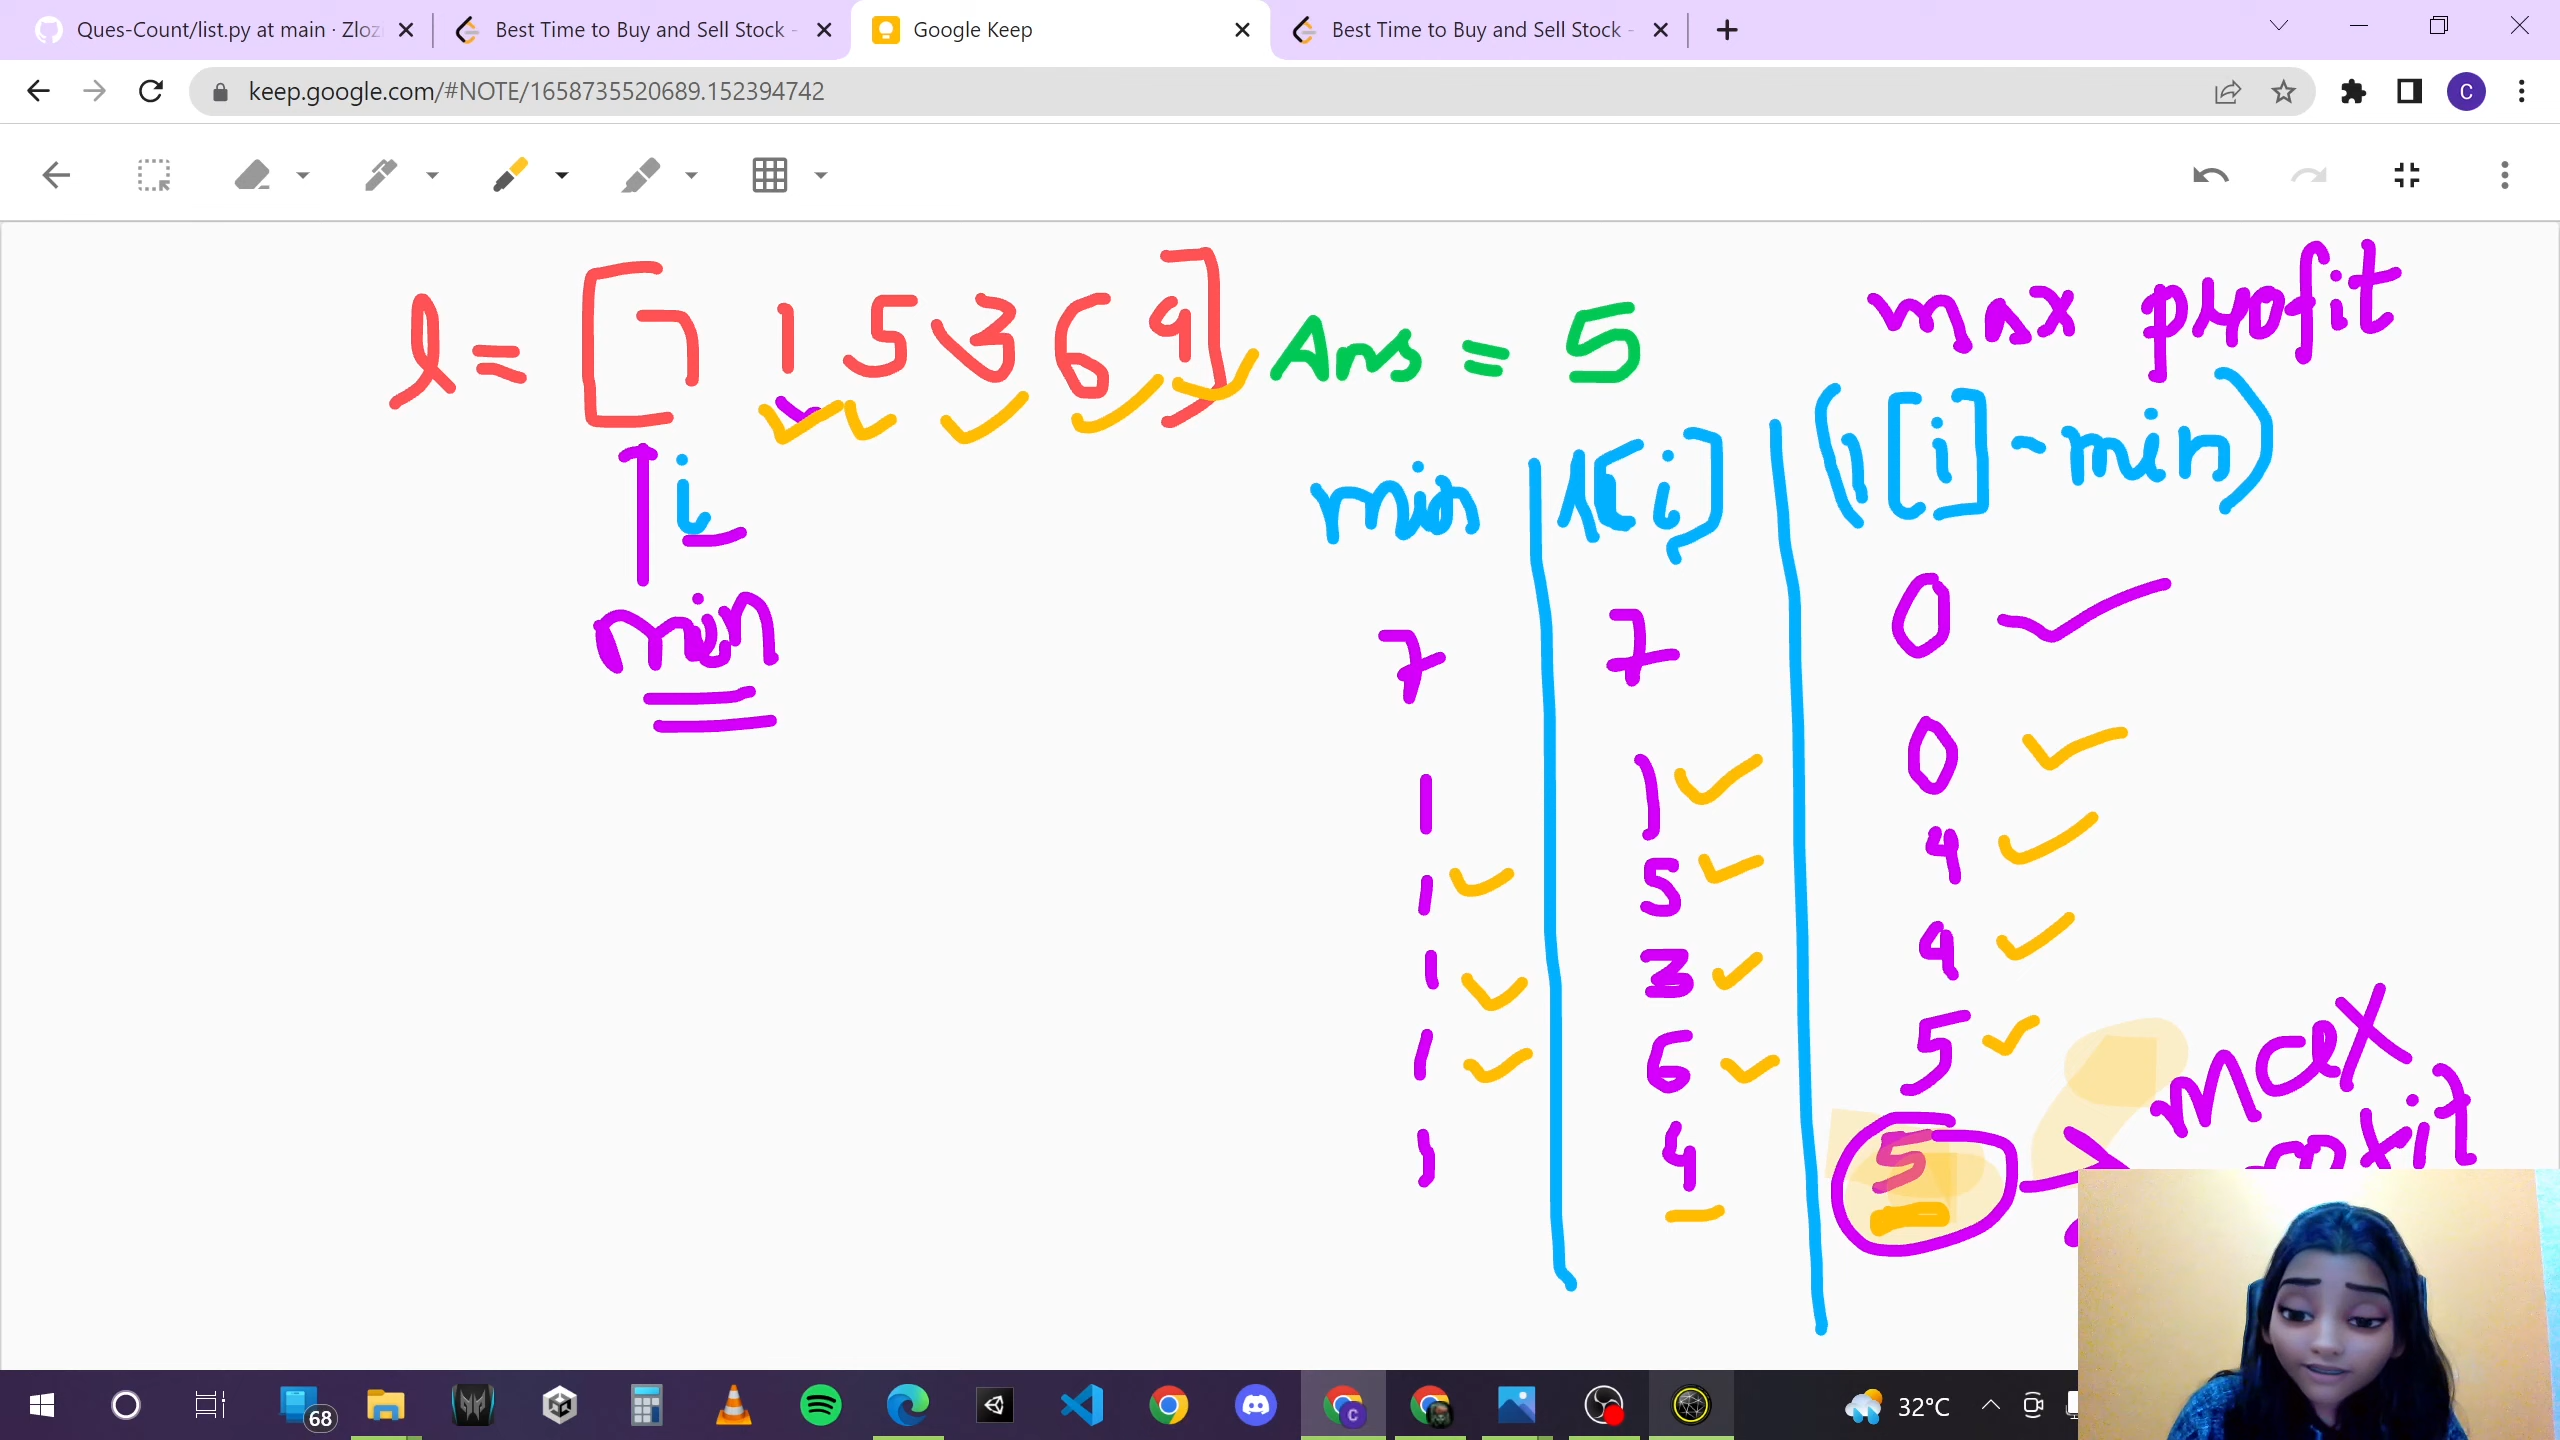 Ques-Count/list.py at main · Zloz
Best Time to Buy and Sell Stock -
Google Keep
Best Time to Buy and Sell Stock -
keep.google.com/#NOTE/1658735520689.152394742
C
l = [7 1 5 3 6 4] Ans = 5
max profit
i
min
min l[i] (l[i] - min)
7 7 0
1 1 0
1 5 4
1 3 4
1 6 5
1 4 5
max
68
C
32°C